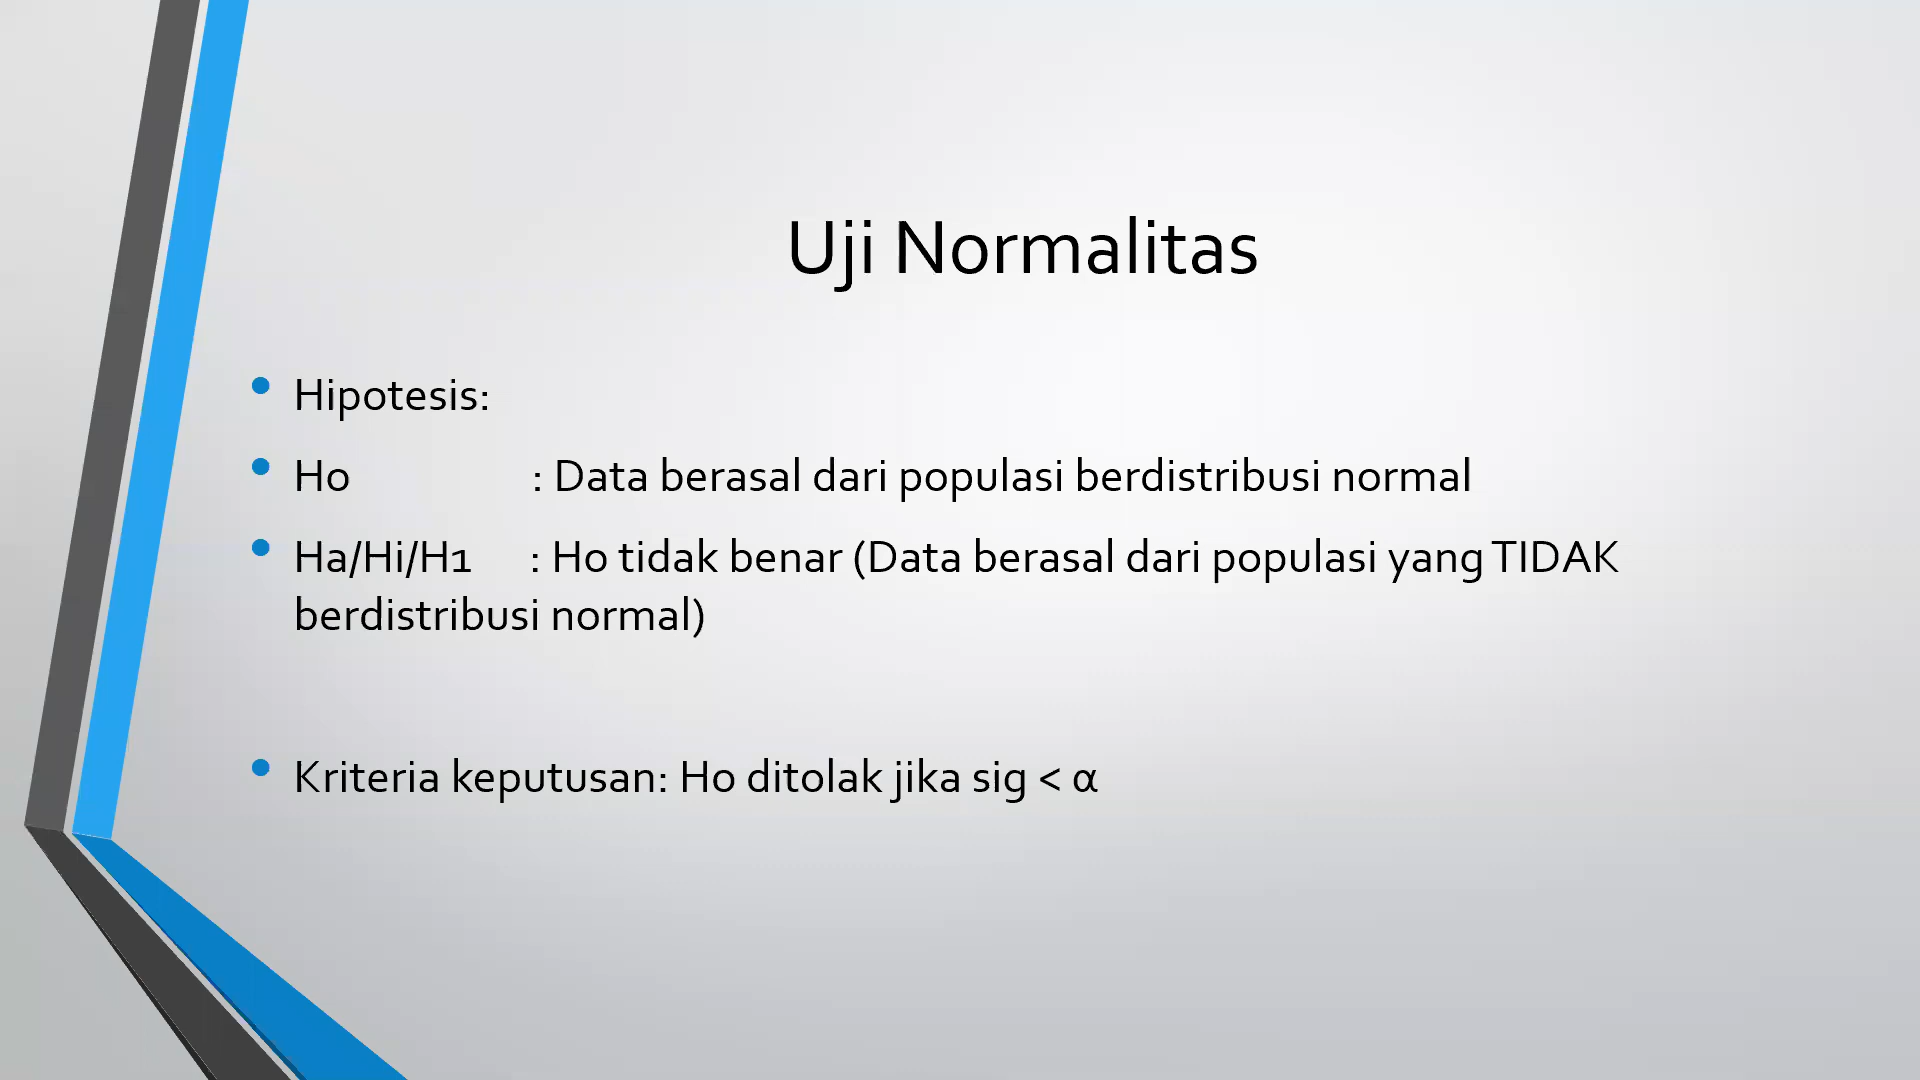 Uji Normalitas
• Hipotesis:
• Ho : Data berasal dari populasi berdistribusi normal
• Ha/Hi/H1 : Ho tidak benar (Data berasal dari populasi yang TIDAK
berdistribusi normal)
• Kriteria keputusan: Ho ditolak jika sig < α